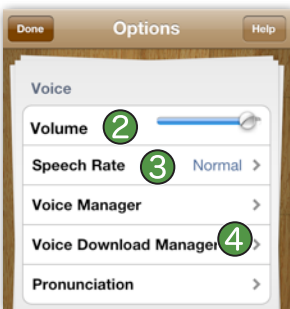 Done Options Help
Voice
Volume 2
Speech Rate 3 Normal >
Voice Manager >
Voice Download Manager 4 >
Pronunciation >